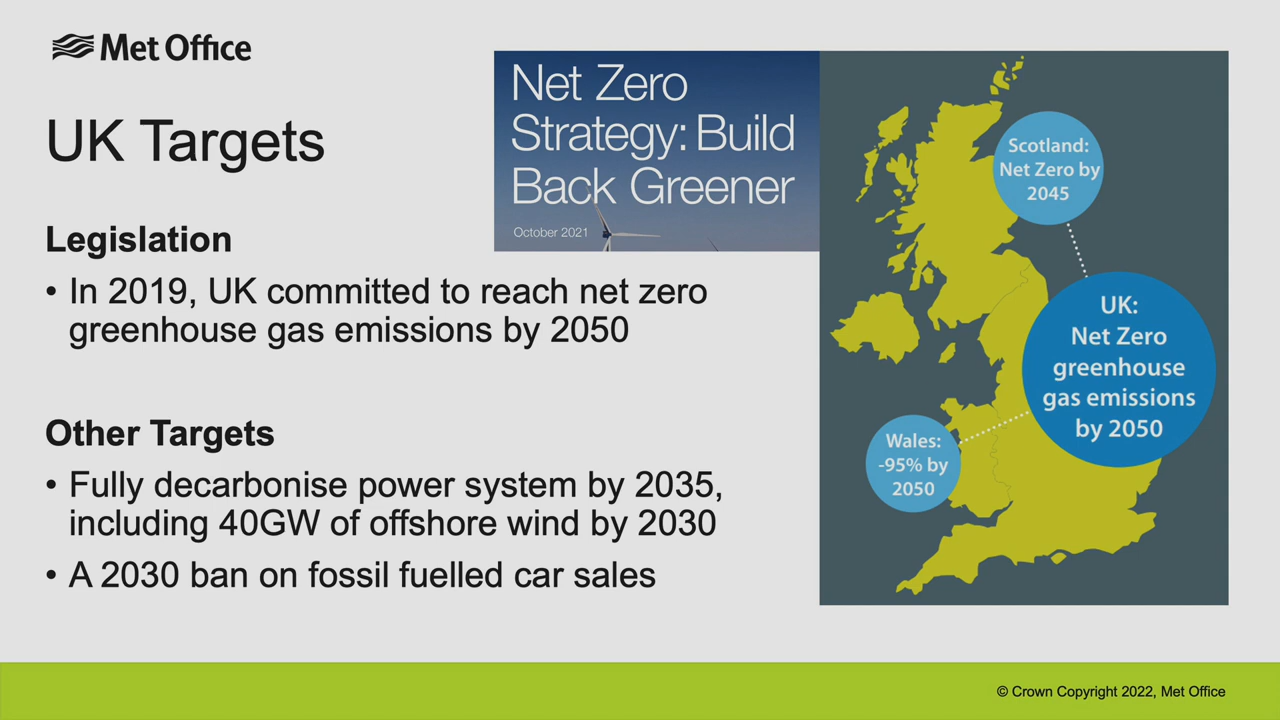 Met Office
UK Targets
Net Zero
Strategy: Build
Back Greener
October 2021
Legislation
• In 2019, UK committed to reach net zero
greenhouse gas emissions by 2050
Other Targets
• Fully decarbonise power system by 2035,
including 40GW of offshore wind by 2030
• A 2030 ban on fossil fuelled car sales
Scotland:
Net Zero by
2045
UK:
Net Zero
greenhouse
gas emissions
by 2050
Wales:
-95% by
2050
© Crown Copyright 2022, Met Office